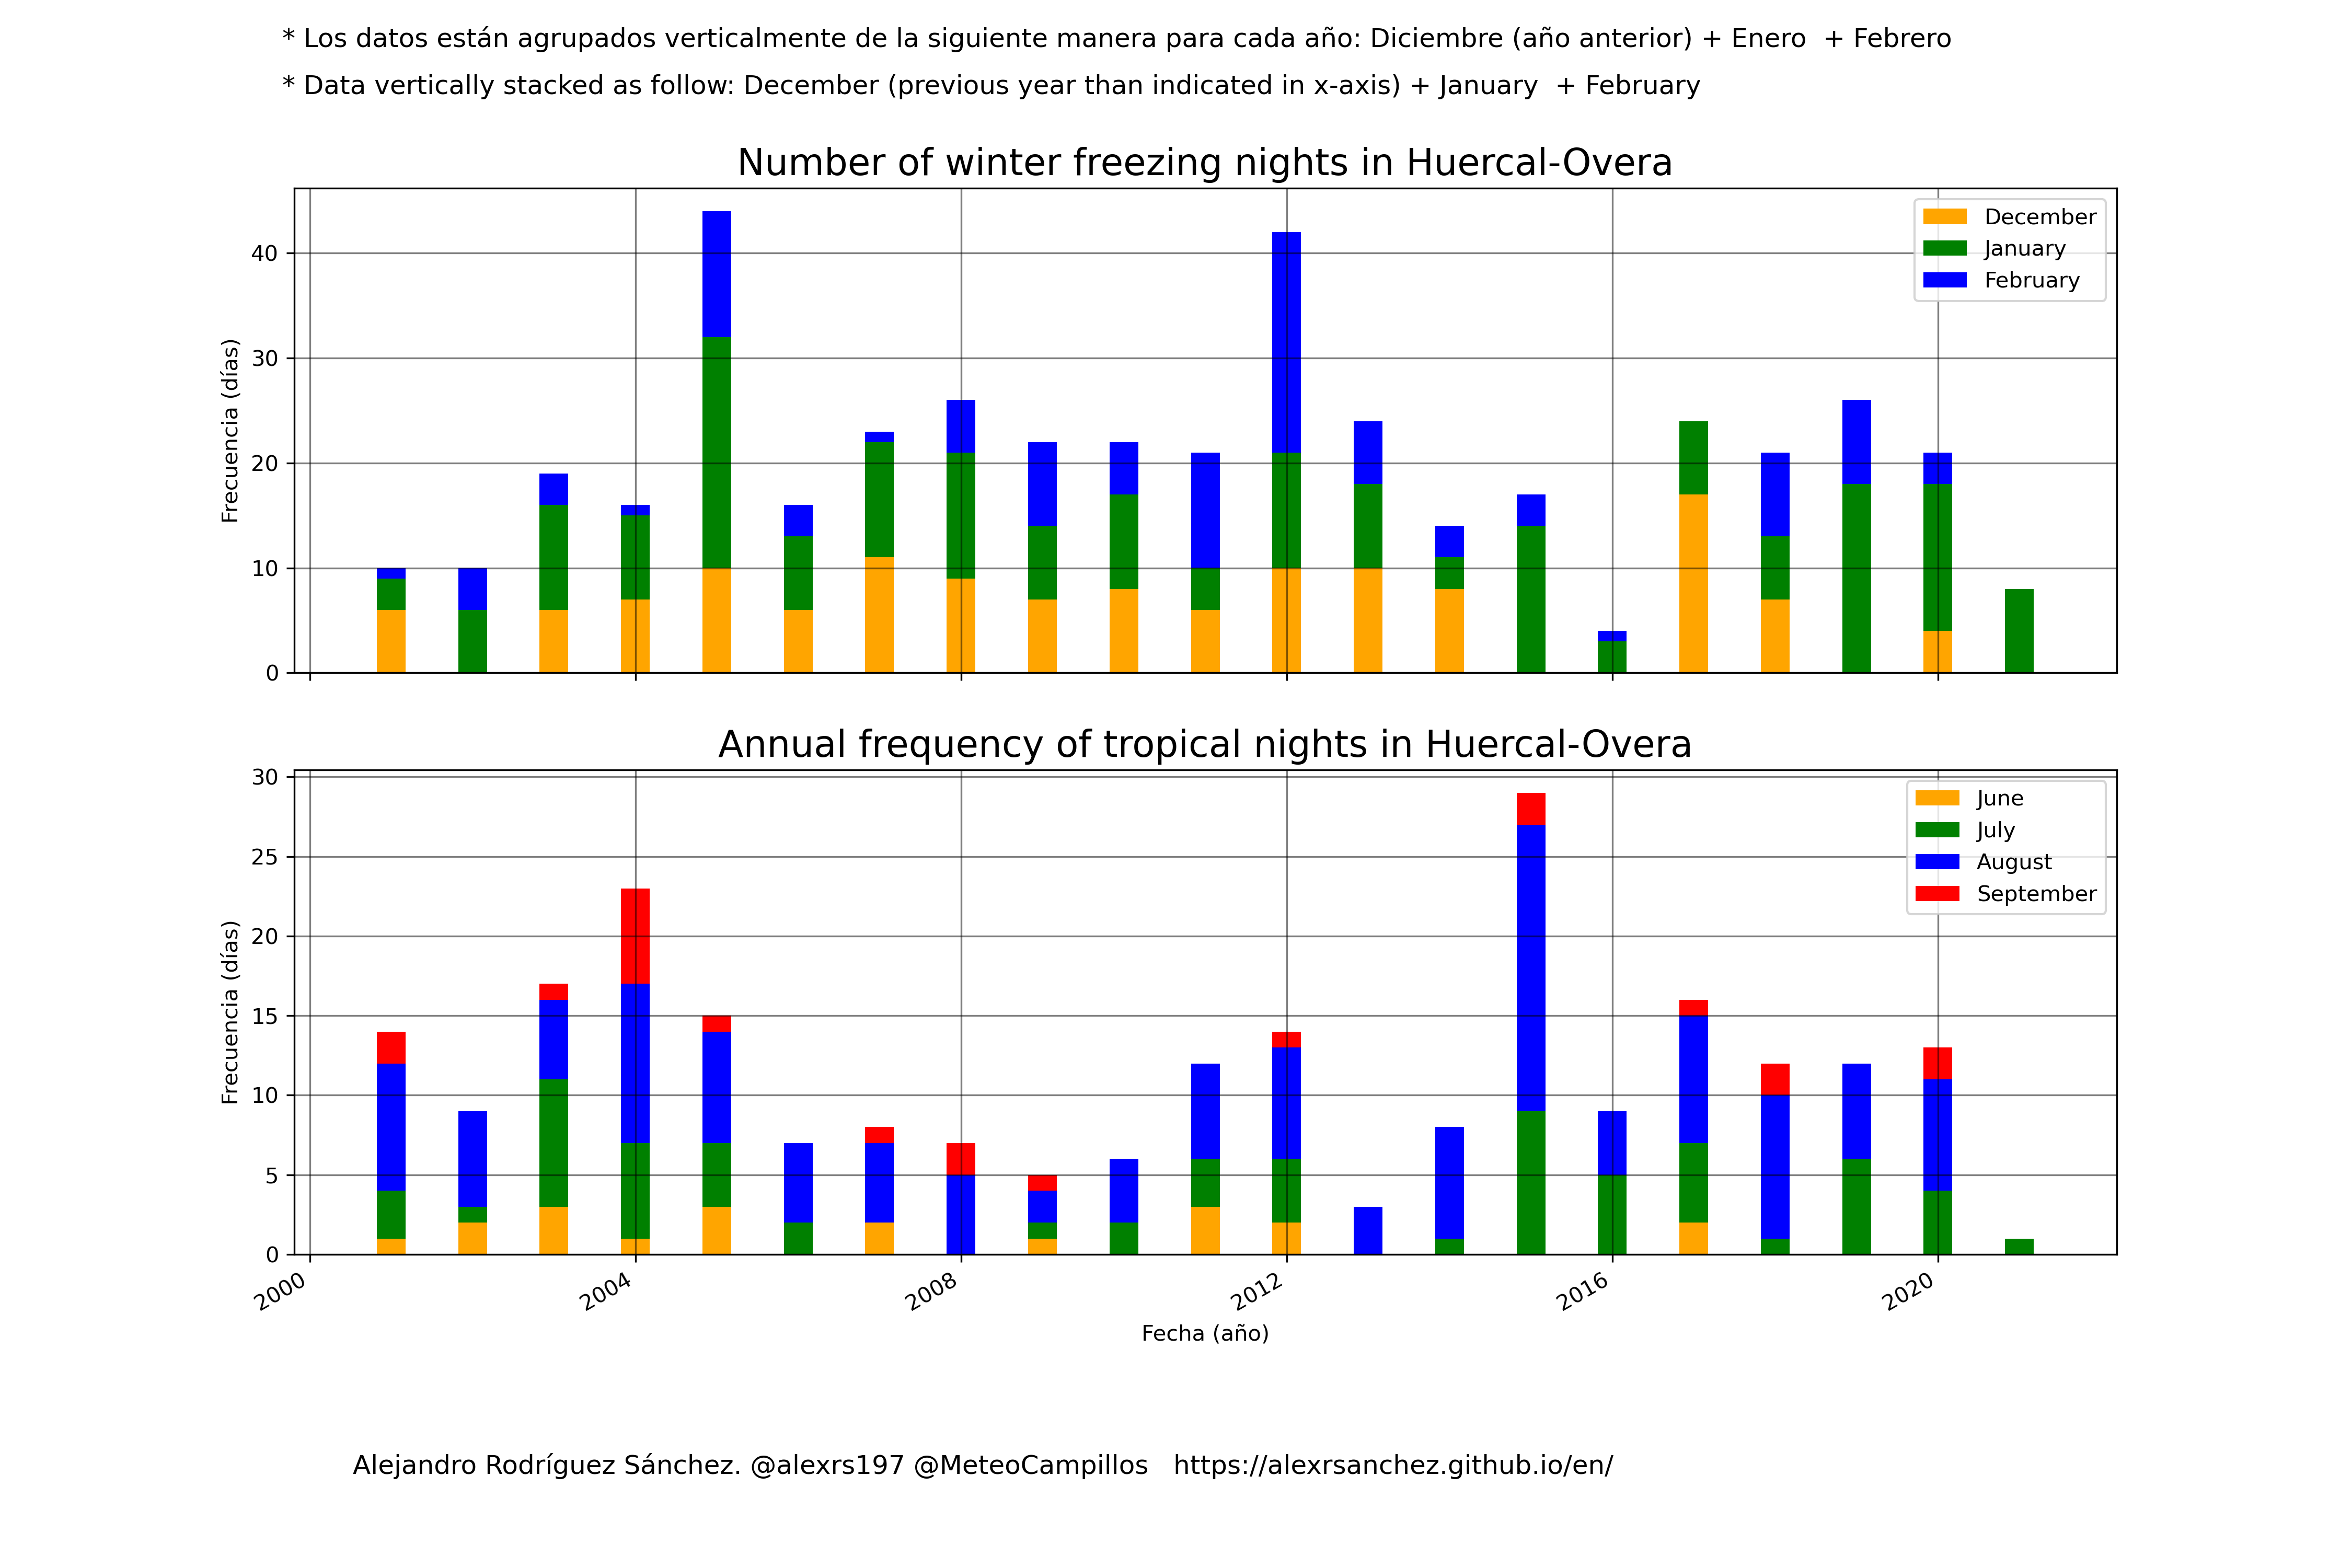 * Los datos están agrupados verticalmente de la siguiente manera para cada año: Diciembre (año anterior) + Enero  + Febrero
* Data vertically stacked as follow: December (previous year than indicated in x-axis) + January  + February
Number of winter freezing nights in Huercal-Overa
Frecuencia (días)
40
30
20
10
0
December
January
February
Annual frequency of tropical nights in Huercal-Overa
Frecuencia (días)
30
25
20
15
10
5
0
June
July
August
September
2000
2004
2008
2012
2016
2020
Fecha (año)
Alejandro Rodríguez Sánchez. @alexrs197 @MeteoCampillos   https://alexrsanchez.github.io/en/